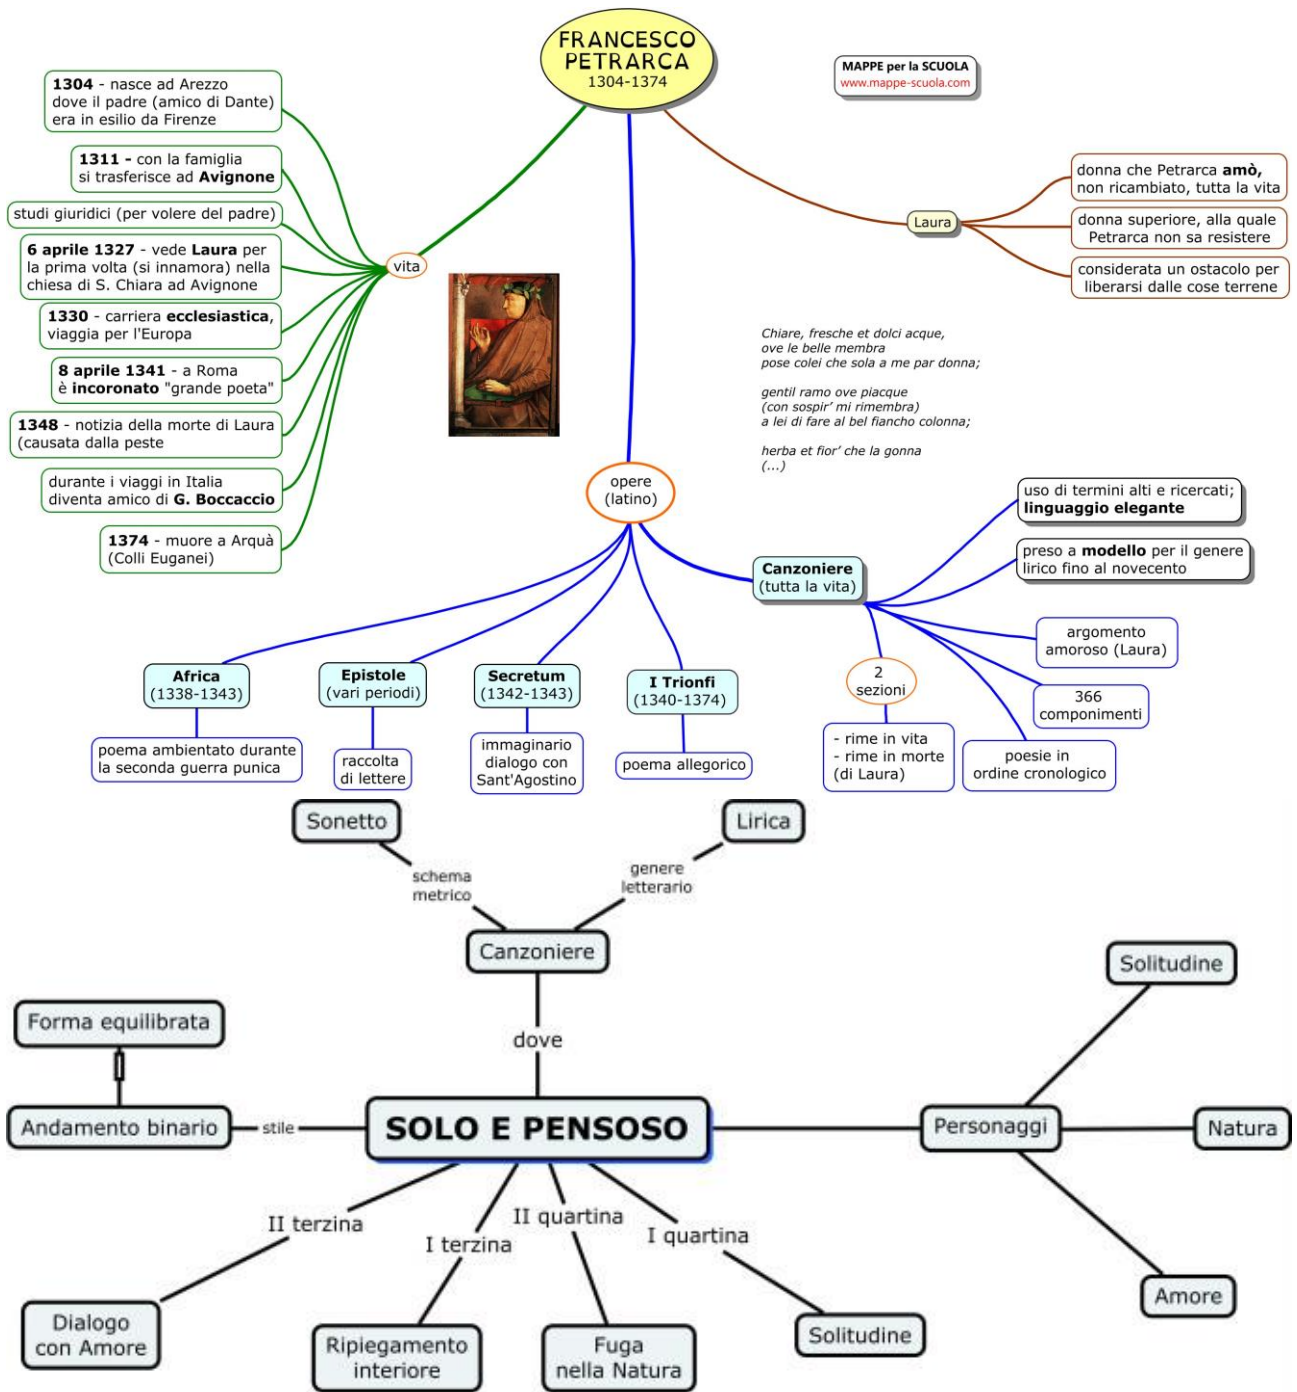 FRANCESCO
PETRARCA
1304-1374
MAPPE per la SCUOLA
www.mappe-scuola.com
1304 - nasce ad Arezzo
dove il padre (amico di Dante)
era in esilio da Firenze
1311 - con la famiglia
si trasferisce ad Avignone
studi giuridici (per volere del padre)
6 aprile 1327 - vede Laura per
la prima volta (si innamora) nella
chiesa di S. Chiara ad Avignone
1330 - carriera ecclesiastica,
viaggia per l'Europa
8 aprile 1341 - a Roma
è incoronato "grande poeta"
1348 - notizia della morte di Laura
(causata dalla peste
durante i viaggi in Italia
diventa amico di G. Boccaccio
1374 - muore a Arquà
(Colli Euganei)
vita
Laura
donna che Petrarca amò,
non ricambiato, tutta la vita
donna superiore, alla quale
Petrarca non sa resistere
considerata un ostacolo per
liberarsi dalle cose terrene
Chiare, fresche et dolci acque,
ove le belle membra
pose colei che sola a me par donna;
gentil ramo ove piacque
(con sospir' mi rimembra)
a lei di fare al bel fiancho colonna;
herba et fior' che la gonna
(...)
opere
(latino)
Canzoniere
(tutta la vita)
uso di termini alti e ricercati;
linguaggio elegante
preso a modello per il genere
lirico fino al novecento
argomento
amoroso (Laura)
366
componimenti
poesie in
ordine cronologico
2
sezioni
- rime in vita
- rime in morte
(di Laura)
Africa
(1338-1343)
poema ambientato durante
la seconda guerra punica
Epistole
(vari periodi)
raccolta
di lettere
Secretum
(1342-1343)
immaginario
dialogo con
Sant'Agostino
I Trionfi
(1340-1374)
poema allegorico
Sonetto
Lirica
schema
metrico
genere
letterario
Canzoniere
dove
Forma equilibrata
Andamento binario
stile
SOLO E PENSOSO
Personaggi
Solitudine
Natura
Amore
II terzina
I terzina
II quartina
I quartina
Dialogo
con Amore
Ripiegamento
interiore
Fuga
nella Natura
Solitudine